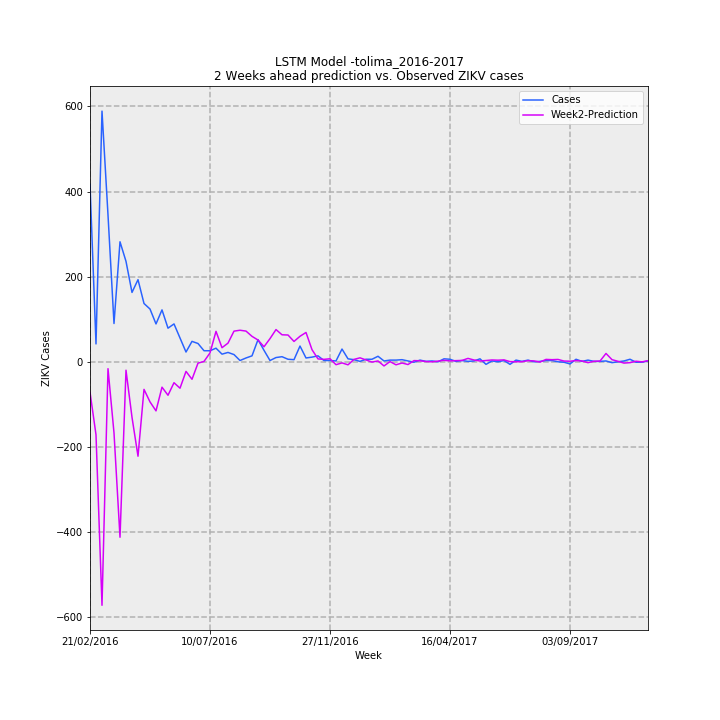 LSTM Model -tolima_2016-2017
2 Weeks ahead prediction vs. Observed ZIKV cases
Cases
Week2-Prediction
ZIKV Cases
600
400
200
0
−200
−400
−600
21/02/2016
10/07/2016
27/11/2016
16/04/2017
03/09/2017
Week